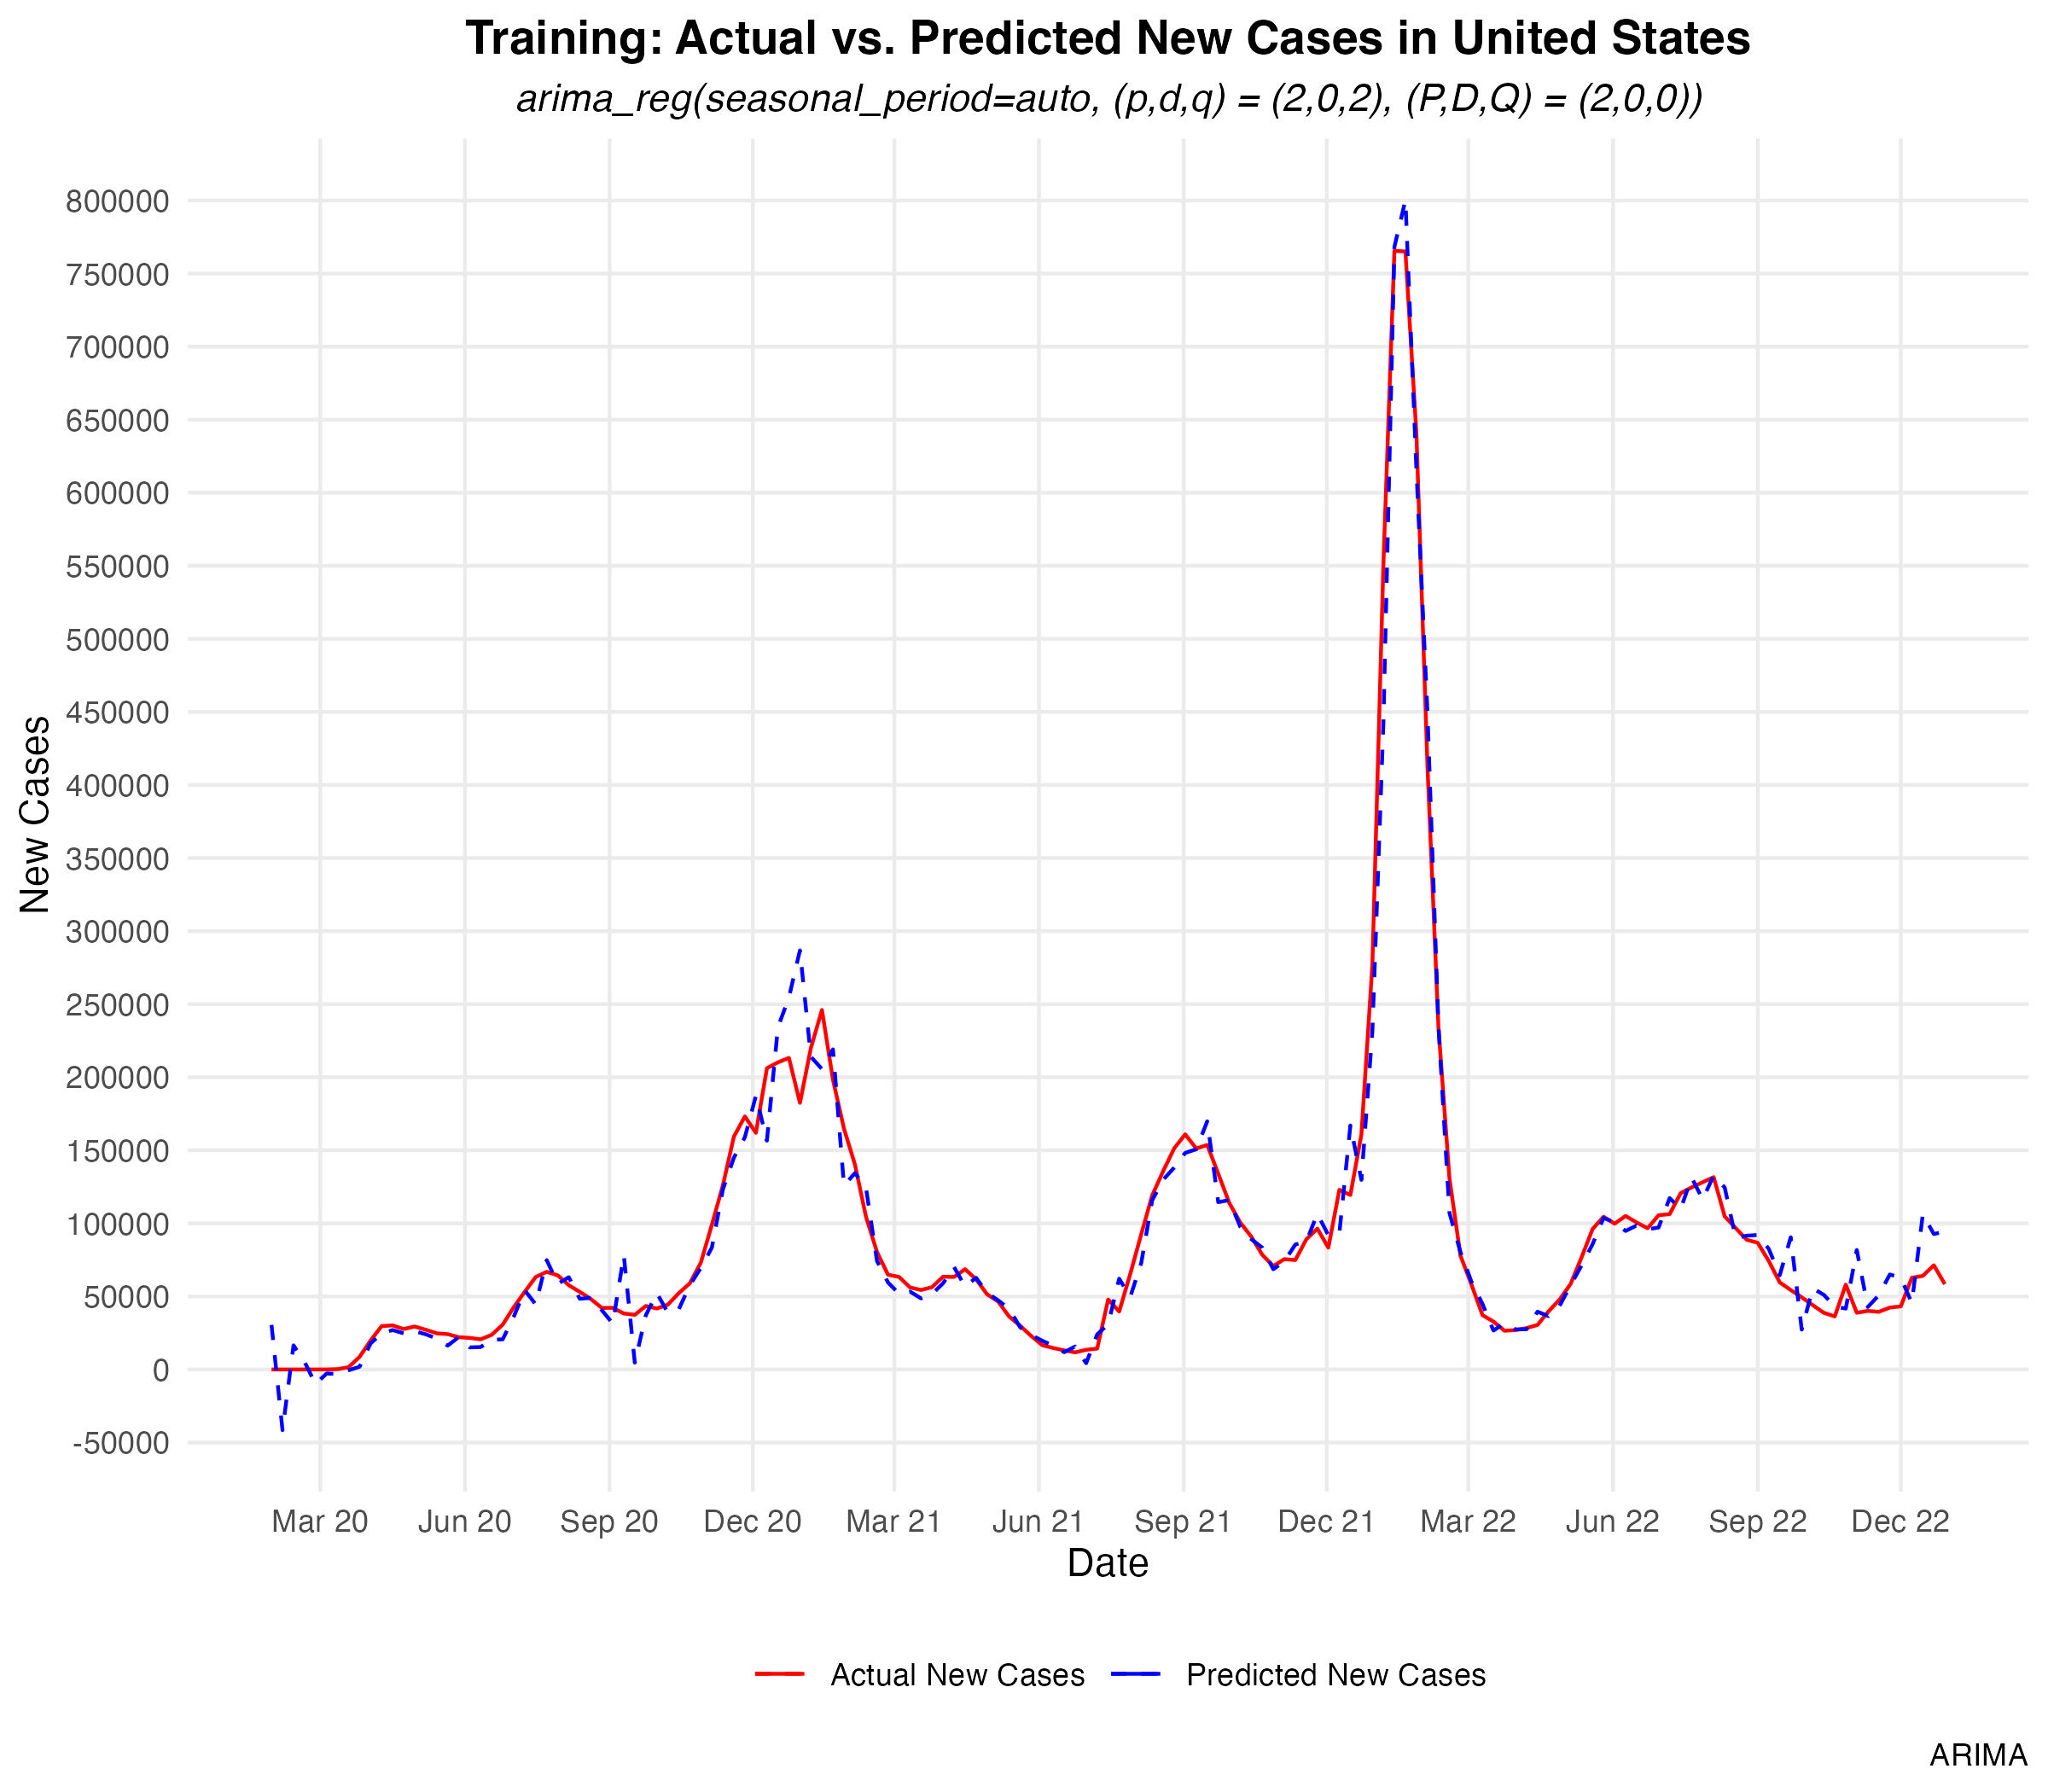 Training: Actual vs. Predicted New Cases in United States
arima_reg(seasonal_period=auto, (p,d,q) = (2,0,2), (P,D,Q) = (2,0,0))
New Cases
800000
750000
700000
650000
600000
550000
500000
450000
400000
350000
300000
250000
200000
150000
100000
50000
0
-50000
Mar 20 Jun 20 Sep 20 Dec 20 Mar 21 Jun 21 Sep 21 Dec 21 Mar 22 Jun 22 Sep 22 Dec 22
Date
Actual New Cases Predicted New Cases
ARIMA